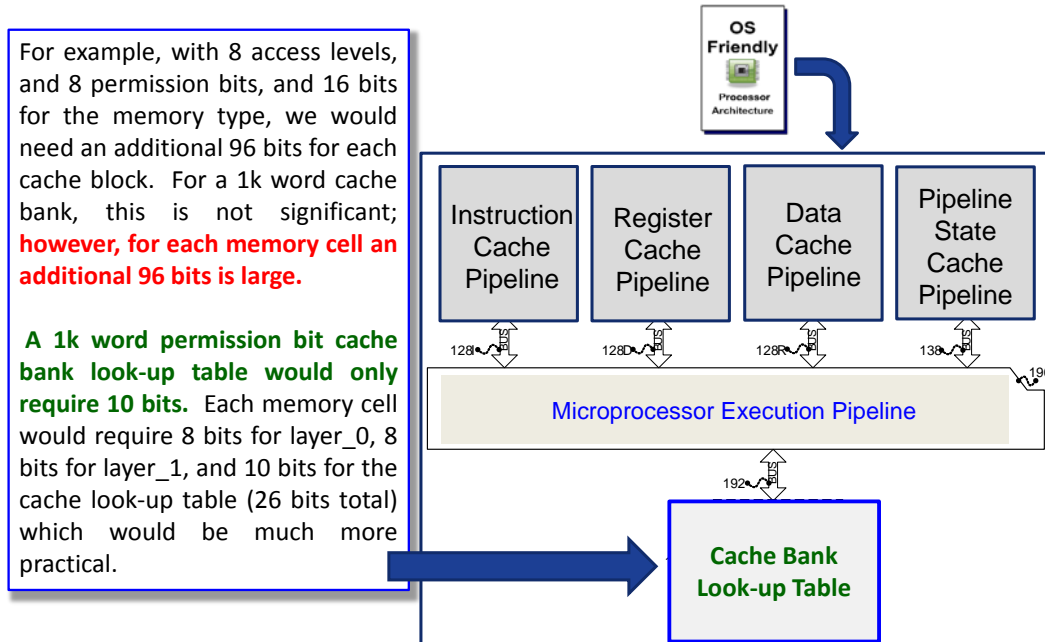 For example, with 8 access levels,
and 8 permission bits, and 16 bits
for the memory type, we would
need an additional 96 bits for each
cache block. For a 1k word cache
bank, this is not significant;
however, for each memory cell an
additional 96 bits is large.
A 1k word permission bit cache
bank look-up table would only
require 10 bits. Each memory cell
would require 8 bits for layer_0, 8
bits for layer_1, and 10 bits for the
cache look-up table (26 bits total)
which would be much more
practical.
OS
Friendly
Processor
Architecture
Instruction
Cache
Pipeline
Register
Cache
Pipeline
Data
Cache
Pipeline
Pipeline
State
Cache
Pipeline
128I
BUS
128D
BUS
128R
BUS
138
BUS
190
Microprocessor Execution Pipeline
192
BUS
Cache Bank
Look-up Table